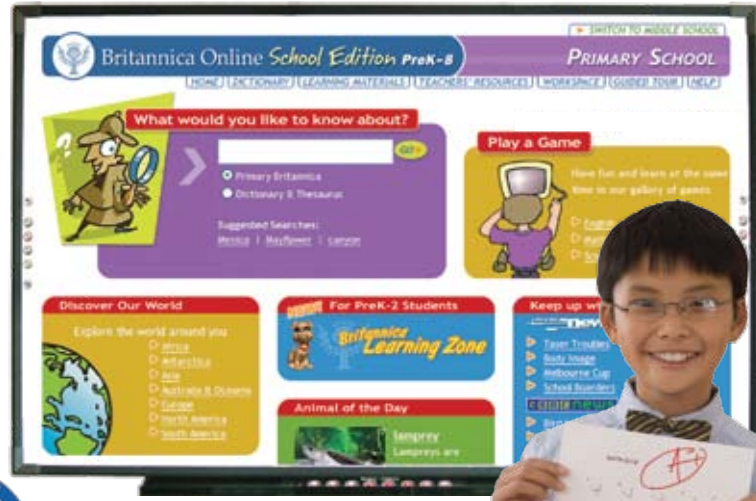 SWITCH TO MIDDLE SCHOOL
Britannica Online School Edition PreK-8
PRIMARY SCHOOL
HOME
DICTIONARY
LEARNING MATERIALS
TEACHERS' RESOURCES
WORKSPACE
GUIDED TOUR
HELP
What would you like to know about?
GO
Primary Britannica
Dictionary & Thesaurus
Suggested Searches:
Mexico | Mayflower | canyon
Play a Game
Have fun and learn at the same
time in our gallery of games
English
Discover Our World
Explore the world around you
Africa
Antarctica
Asia
Australia & Oceania
Europe
North America
South America
NEW!
For PreK-2 Students
Britannica
Learning Zone
Animal of the Day
lamprey
Lampreys are
Keep up w
Taser Troubles
Body Image
Melbourne Cup
School Boarders
news
A+